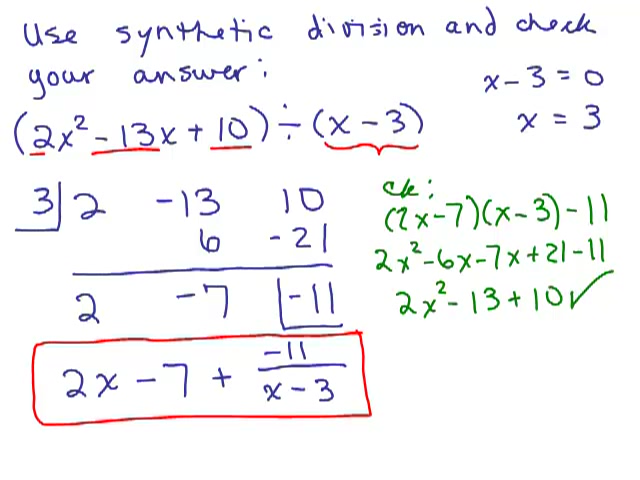 Use synthetic division and check
your answer:
x - 3 = 0
x = 3
(2x² - 13x + 10) ÷ (x - 3)
3 2 -13 10
6 -21
2 -7 -11
2x - 7 + -11/(x - 3)
ck:
(2x - 7)(x - 3) - 11
2x² - 6x - 7x + 21 - 11
2x² - 13 + 10 ✓